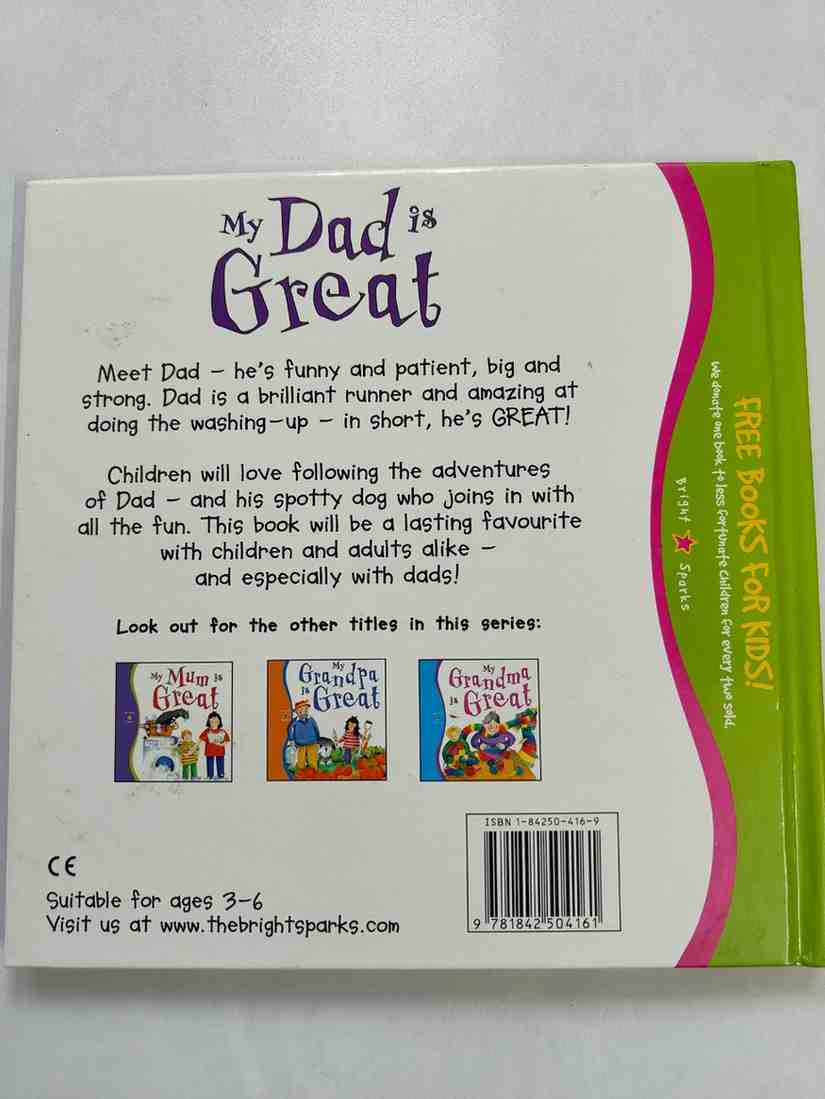 My Dad is
Great
Meet Dad – he's funny and patient, big and
strong. Dad is a brilliant runner and amazing at
doing the washing-up – in short, he's GREAT!
Children will love following the adventures
of Dad – and his spotty dog who joins in with
all the fun. This book will be a lasting favourite
with children and adults alike –
and especially with dads!
Look out for the other titles in this series:
My Mum is
Great
My
Grandpa
is Great
My
Grandma
is Great
ISBN 1-84250-416-9
9 781842 504161
CE
Suitable for ages 3-6
Visit us at www.thebrightsparks.com
FREE BOOKS FOR KIDS!
We donate one book to less fortunate children for every two sold.
Bright Sparks